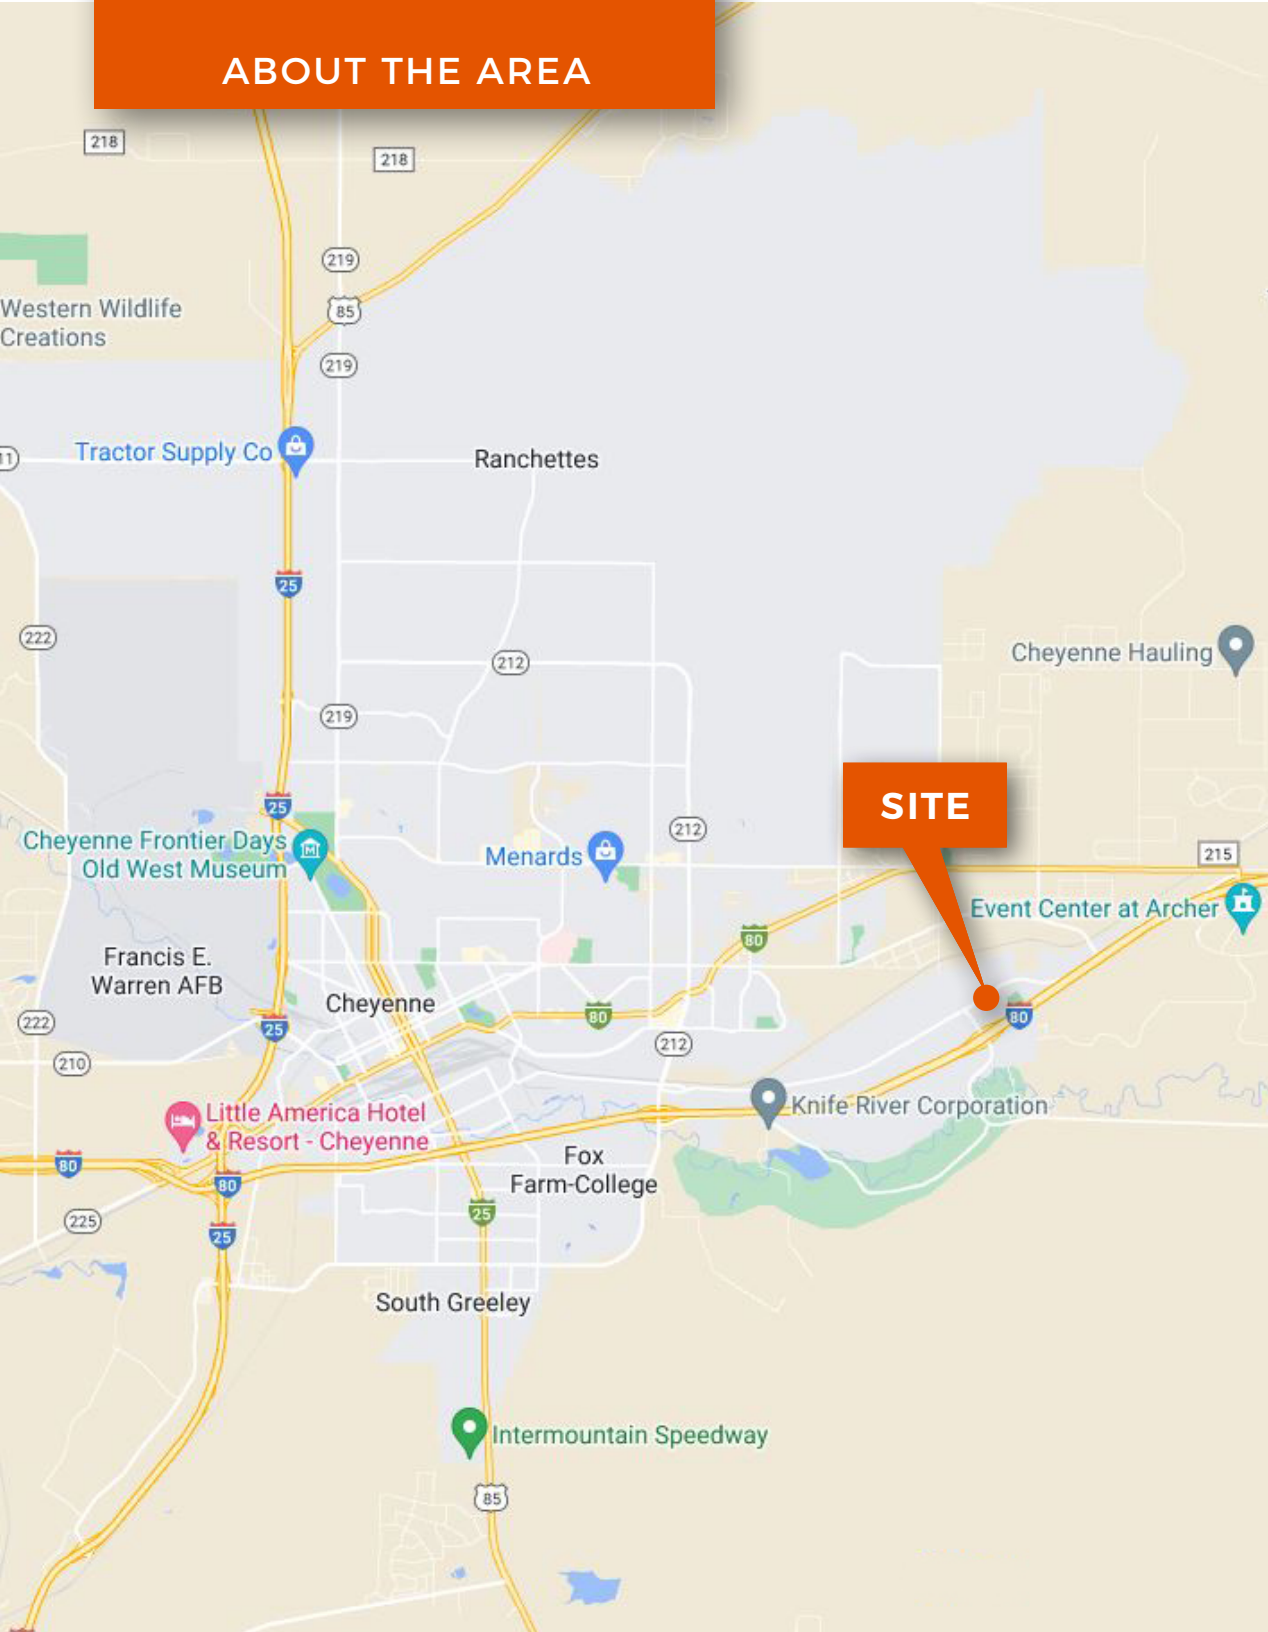 ABOUT THE AREA
218
218
219
85
Western Wildlife
Creations
219
Tractor Supply Co
Ranchettes
11
25
222
212
Cheyenne Hauling
219
25
SITE
212
Cheyenne Frontier Days
Old West Museum
Menards
215
Event Center at Archer
80
Francis E.
Warren AFB
Cheyenne
80
80
222
25
212
210
Little America Hotel
& Resort - Cheyenne
Knife River Corporation
80
Fox
Farm-College
80
225
25
25
South Greeley
Intermountain Speedway
85